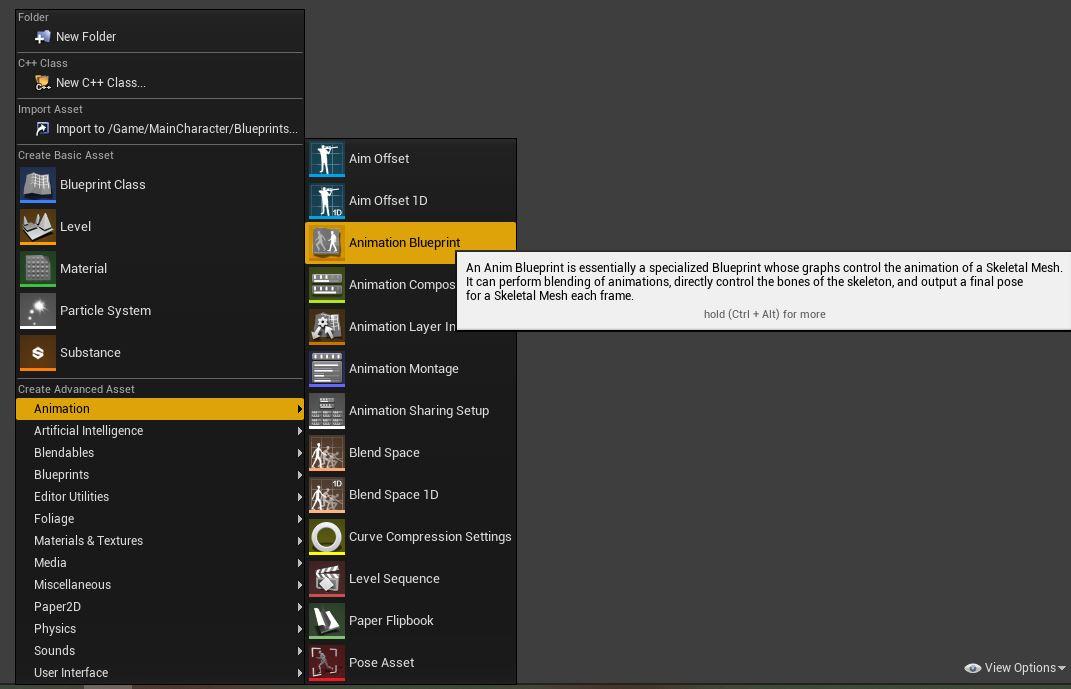 Folder
New Folder
C++ Class
New C++ Class...
Import Asset
Import to /Game/MainCharacter/Blueprints...
Create Basic Asset
Blueprint Class
Level
Material
Particle System
Substance
Create Advanced Asset
Animation
Artificial Intelligence
Blendables
Blueprints
Editor Utilities
Foliage
Materials & Textures
Media
Miscellaneous
Paper2D
Physics
Sounds
User Interface
Aim Offset
1D
Aim Offset 1D
Animation Blueprint
Animation Compos
Animation Layer In
Animation Montage
Animation Sharing Setup
Blend Space
1D
Blend Space 1D
Curve Compression Settings
Level Sequence
Paper Flipbook
Pose Asset
An Anim Blueprint is essentially a specialized Blueprint whose graphs control the animation of a Skeletal Mesh.
It can perform blending of animations, directly control the bones of the skeleton, and output a final pose
for a Skeletal Mesh each frame.
hold (Ctrl + Alt) for more
View Options